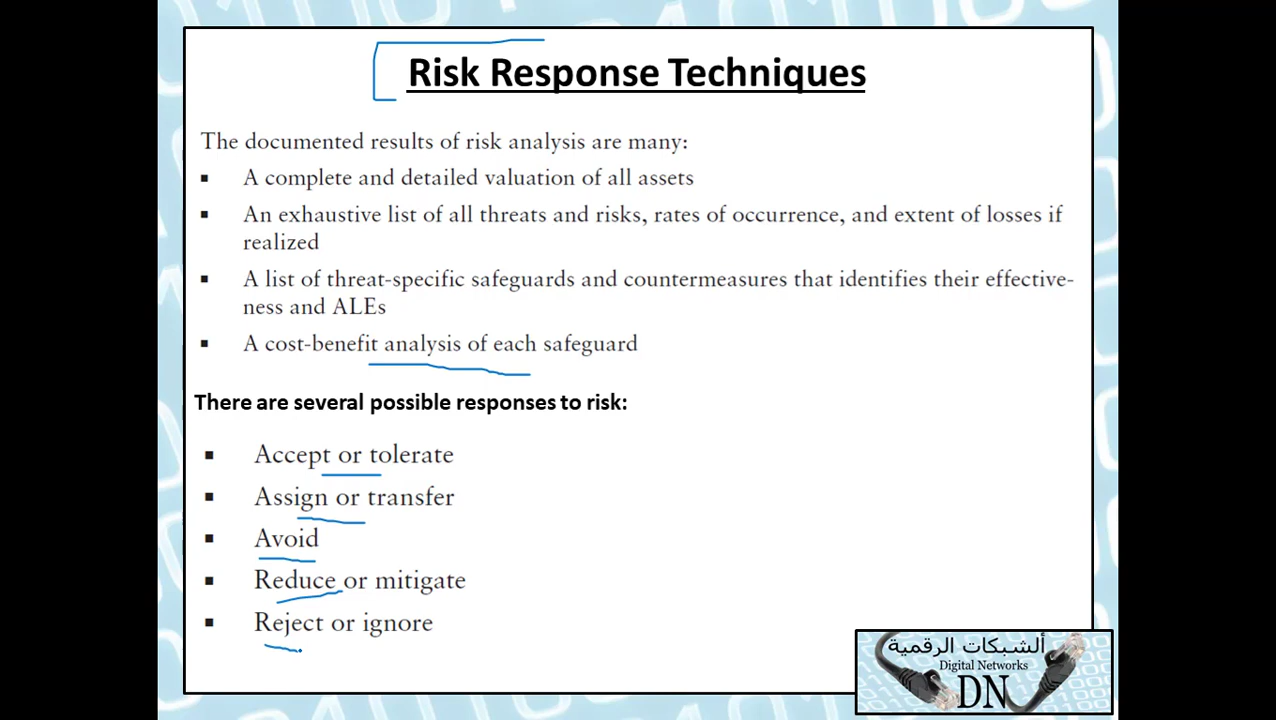 Risk Response Techniques
The documented results of risk analysis are many:
▪ A complete and detailed valuation of all assets
▪ An exhaustive list of all threats and risks, rates of occurrence, and extent of losses if
realized
▪ A list of threat-specific safeguards and countermeasures that identifies their effective-
ness and ALEs
▪ A cost-benefit analysis of each safeguard
There are several possible responses to risk:
▪ Accept or tolerate
▪ Assign or transfer
▪ Avoid
▪ Reduce or mitigate
▪ Reject or ignore
ألشبكات الرقمية
Digital Networks
DN